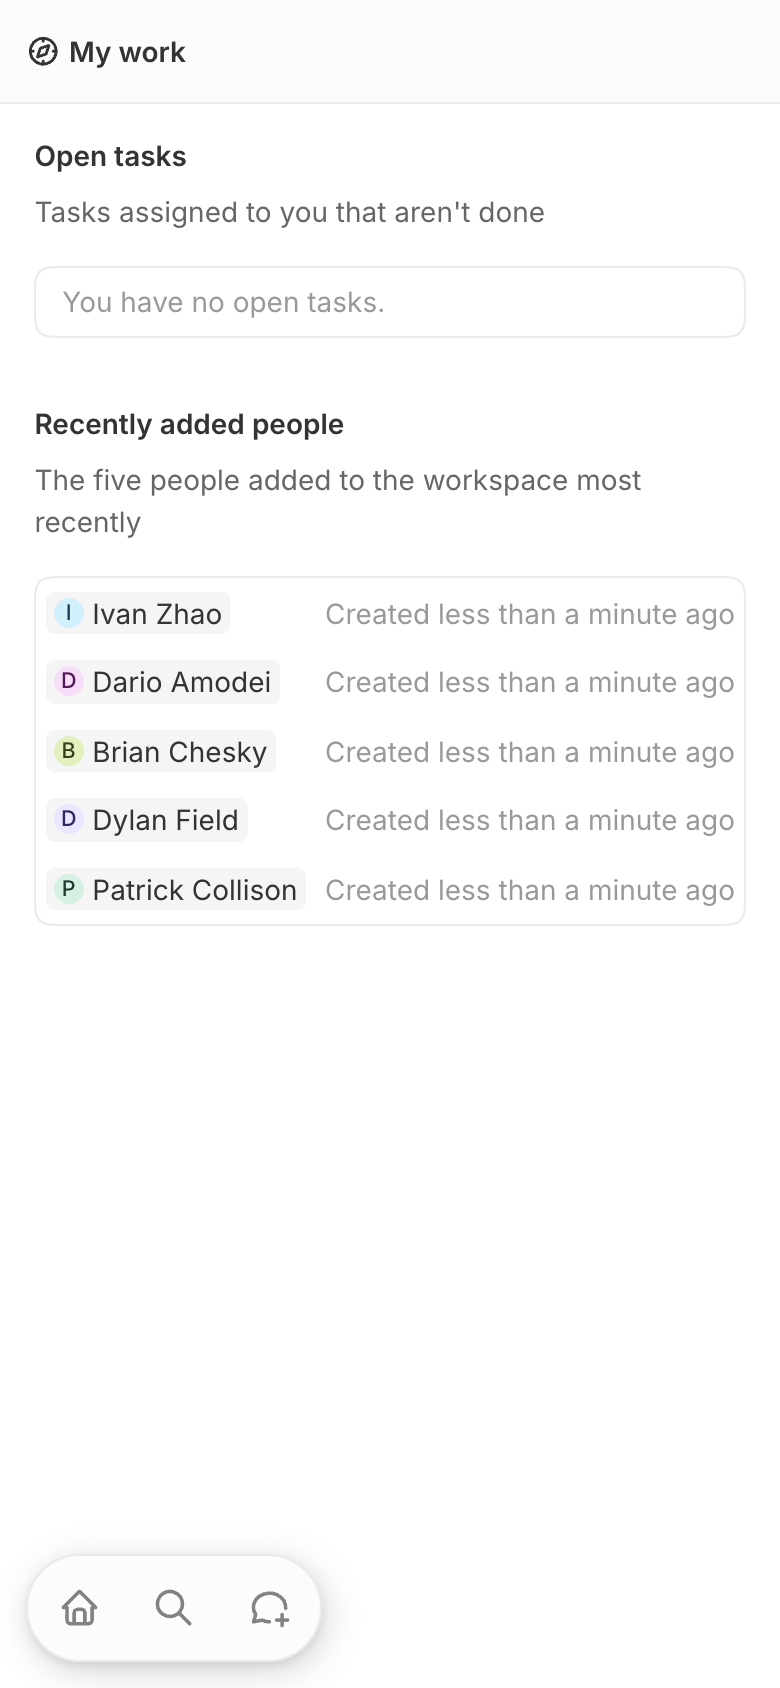 My work
Open tasks
Tasks assigned to you that aren't done
You have no open tasks.
Recently added people
The five people added to the workspace most
recently
I Ivan Zhao Created less than a minute ago
D Dario Amodei Created less than a minute ago
B Brian Chesky Created less than a minute ago
D Dylan Field Created less than a minute ago
P Patrick Collison Created less than a minute ago